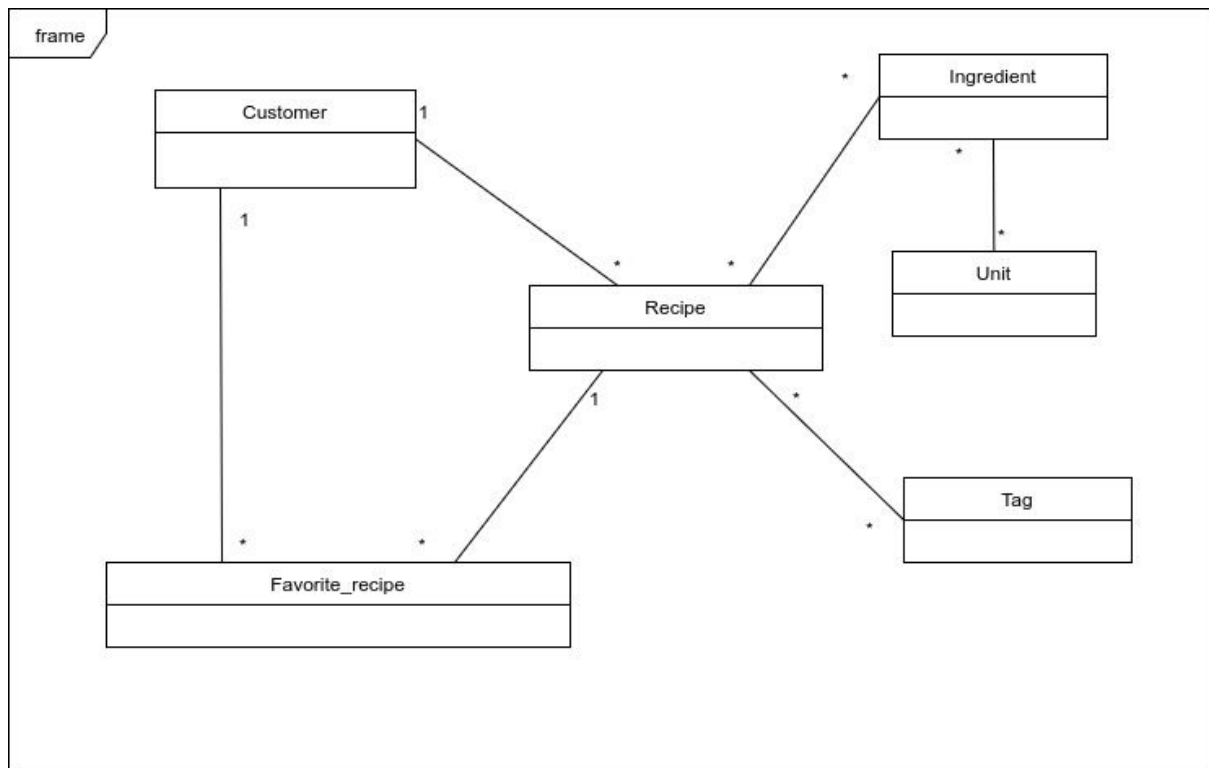 frame
Customer
1
1
*
Ingredient
*
*
*
*
Unit
Recipe
*
1
*
*
Tag
*
*
Favorite_recipe